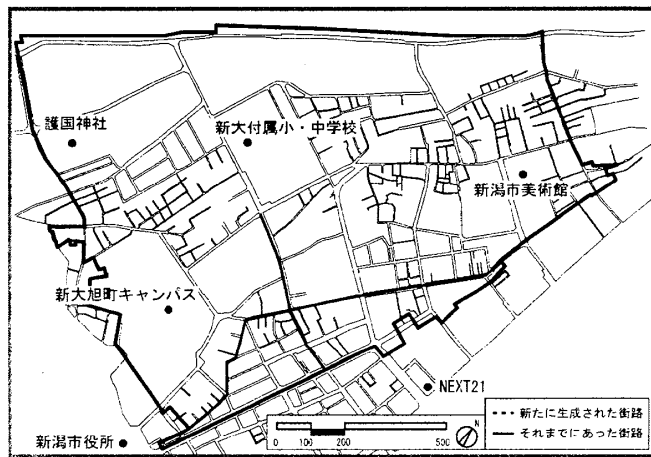 護国神社
新大付属小・中学校
新潟市美術館
新大旭町キャンパス
NEXT21
新潟市役所
0 100 200 500
N
新たに生成された街路
それまでにあった街路